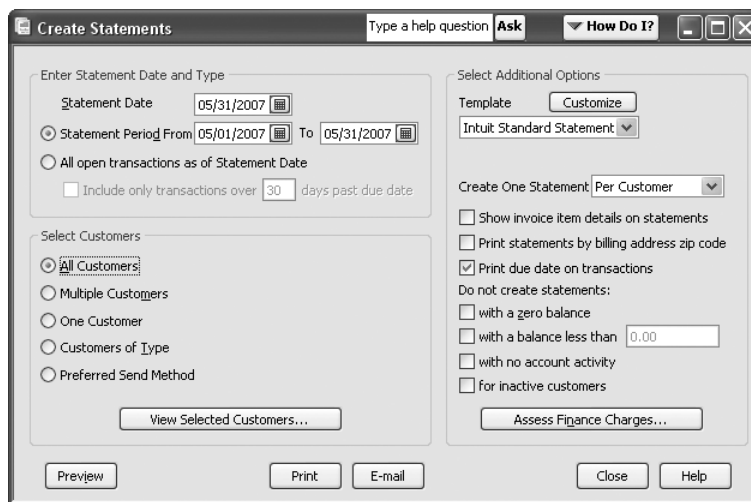 Create Statements
Type a help question Ask
How Do I?
Enter Statement Date and Type
Statement Date 05/31/2007
Statement Period From 05/01/2007 To 05/31/2007
All open transactions as of Statement Date
Include only transactions over 30 days past due date
Select Customers
All Customers
Multiple Customers
One Customer
Customers of Type
Preferred Send Method
View Selected Customers...
Select Additional Options
Template Customize
Intuit Standard Statement
Create One Statement Per Customer
Show invoice item details on statements
Print statements by billing address zip code
Print due date on transactions
Do not create statements:
with a zero balance
with a balance less than 0.00
with no account activity
for inactive customers
Assess Finance Charges...
Preview Print E-mail Close Help